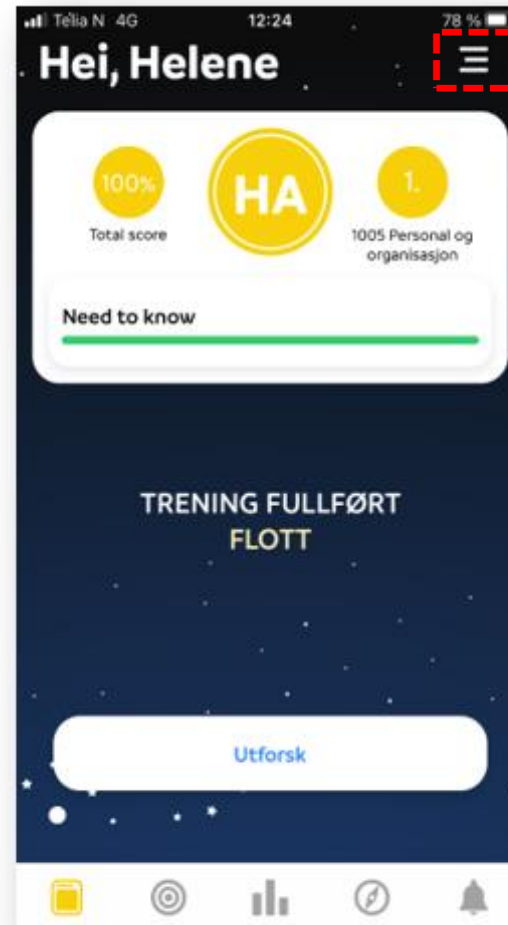 Telia N 4G 12:24 78 %
Hei, Helene
100%
Total score
HA
1.
1005 Personal og
organisasjon
Need to know
TRENING FULLFØRT
FLOTT
Utforsk